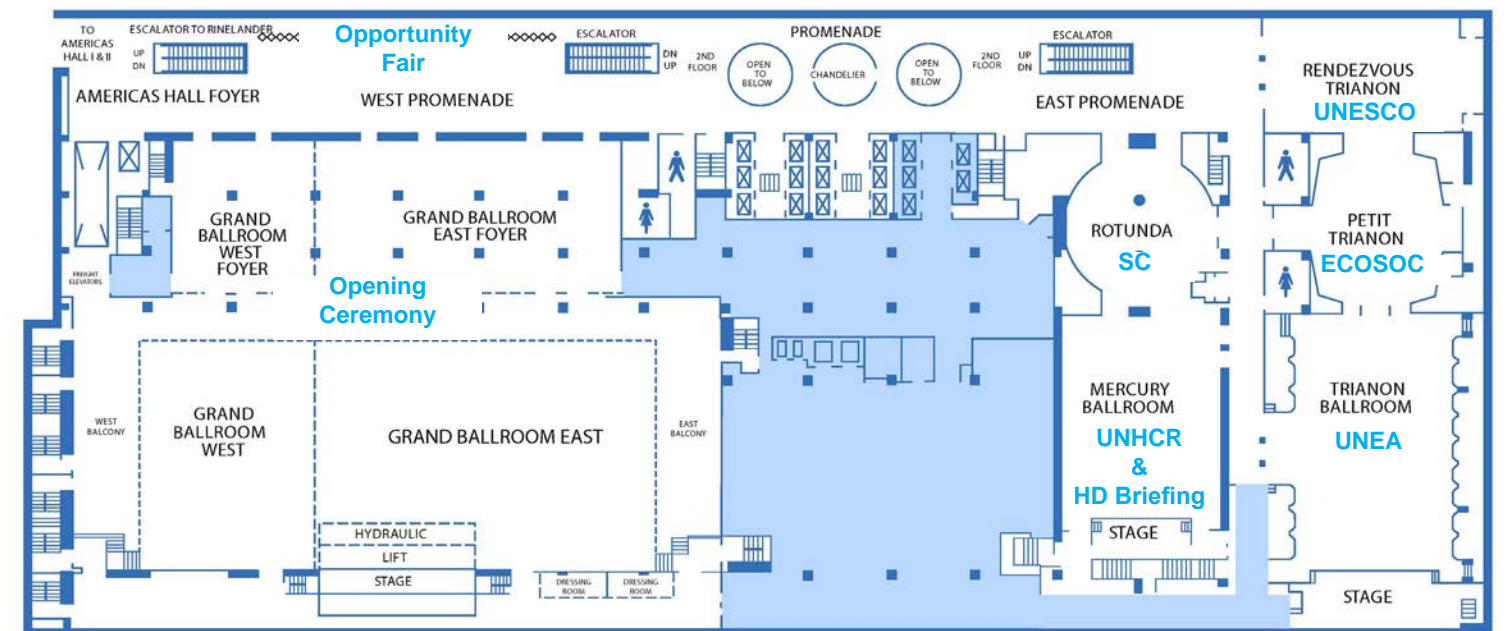 TO
AMERICAS
HALL I & II
ESCALATOR TO RINELANDER
UP
DN
Opportunity
Fair
ESCALATOR
DN
UP
2ND
FLOOR
PROMENADE
OPEN
TO
BELOW
CHANDELIER
OPEN
TO
BELOW
2ND
FLOOR
ESCALATOR
UP
DN
AMERICAS HALL FOYER
WEST PROMENADE
EAST PROMENADE
RENDEZVOUS
TRIANON
UNESCO
GRAND
BALLROOM
WEST
FOYER
GRAND BALLROOM
EAST FOYER
FREIGHT
ELEVATORS
Opening
Ceremony
ROTUNDA
SC
PETIT
TRIANON
ECOSOC
WEST
BALCONY
GRAND
BALLROOM
WEST
GRAND BALLROOM EAST
EAST
BALCONY
MERCURY
BALLROOM
UNHCR
&
HD Briefing
TRIANON
BALLROOM
UNEA
HYDRAULIC
LIFT
STAGE
DRESSING
ROOM
DRESSING
ROOM
STAGE
STAGE